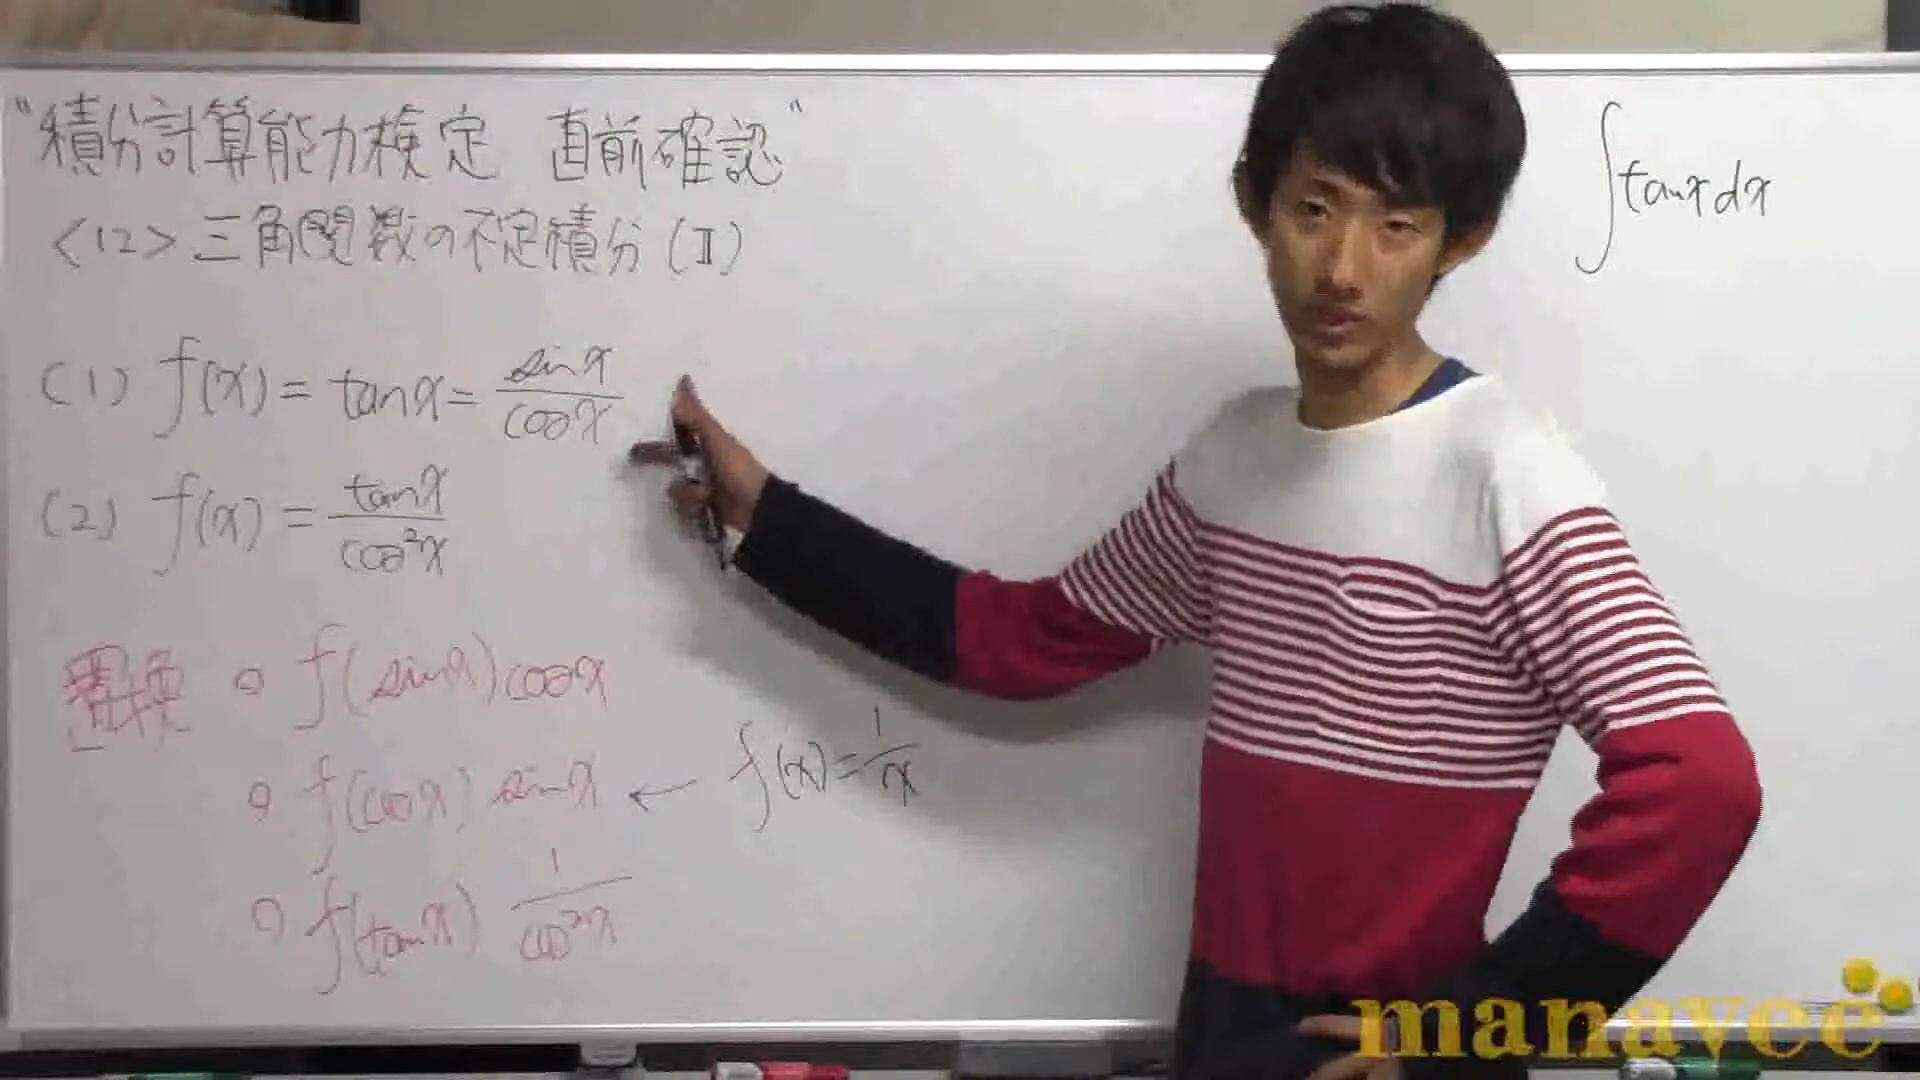 "積分計算能力検定 直前確認"
<12> 三角関数の不定積分 (Ⅱ)
(1) f(x) = tanx = sinx/cosx
(2) f(x) = tanx/cos²x
置換 ○ f(sinx)cosx
○ f(cosx) sinx ← f(x) = 1/x
○ f(tanx) 1/cos²x
∫tanxdx
manavee